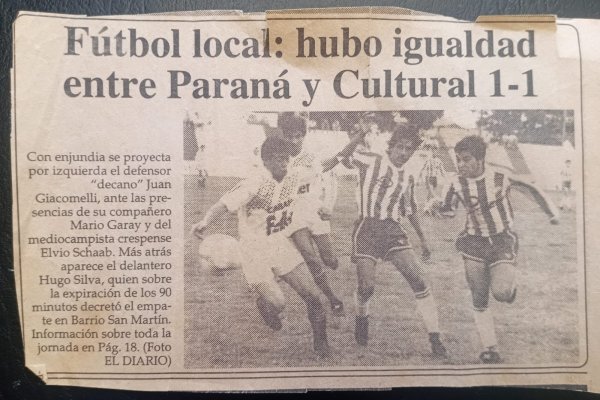 Fútbol local: hubo igualdad
entre Paraná y Cultural 1-1
Con enjundia se proyecta
por izquierda el defensor
"decano" Juan
Giacomelli, ante las pre-
sencias de su compañero
Mario Garay y del
mediocampista crespense
Elvio Schaab. Más atrás
aparece el delantero
Hugo Silva, quien sobre
la expiración de los 90
minutos decretó el empa-
te en Barrio San Martín.
Información sobre toda la
jornada en Pág. 18. (Foto
EL DIARIO)